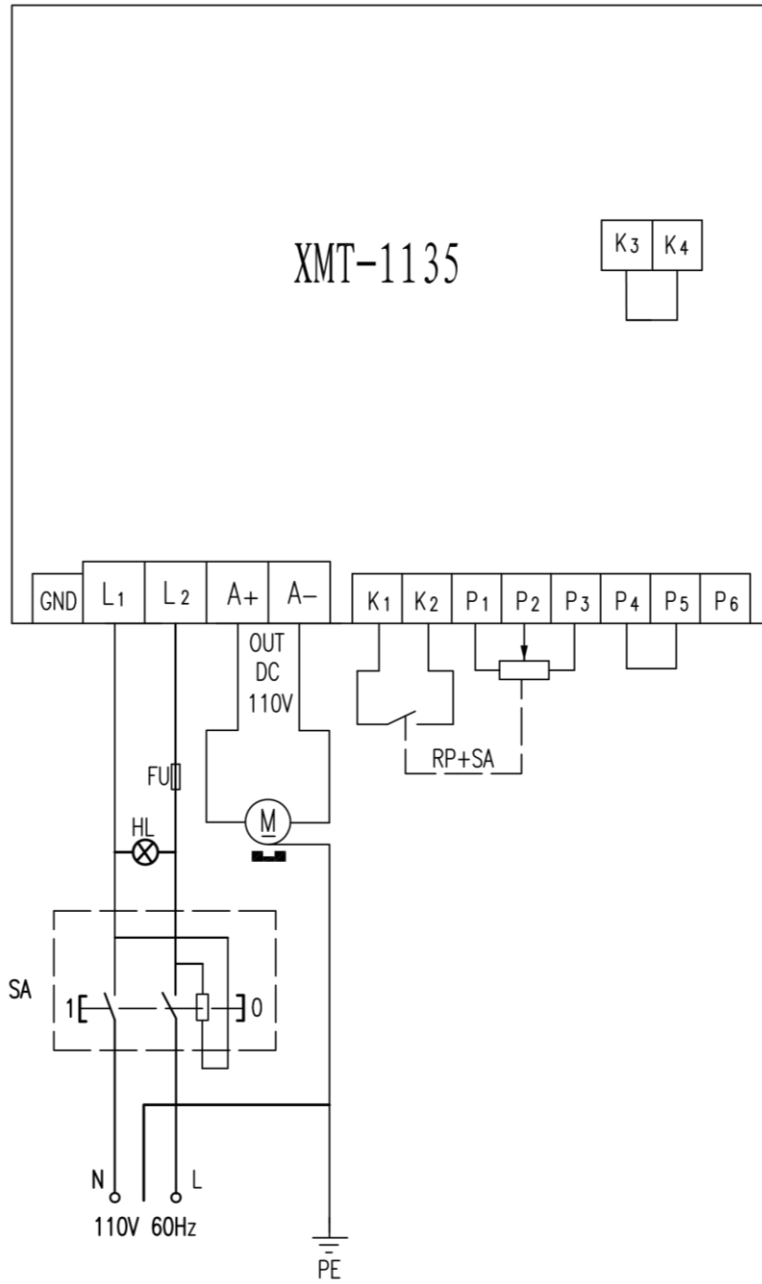 XMT-1135
K3 K4
GND L1 L2 A+ A- K1 K2 P1 P2 P3 P4 P5 P6
OUT
DC
110V
RP+SA
FU
HL
M
SA
1 0
N L
110V 60Hz
PE